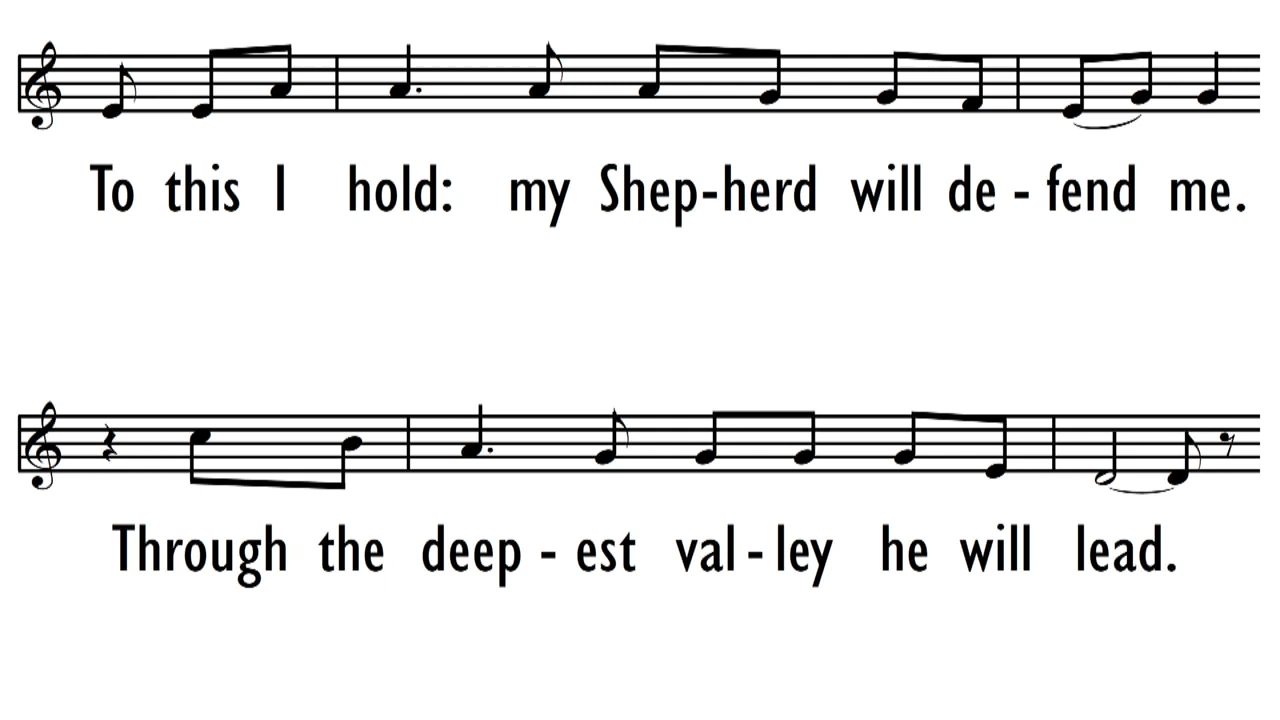 To this I hold: my Shep-herd will de - fend me.
Through the deep - est val - ley he will lead.